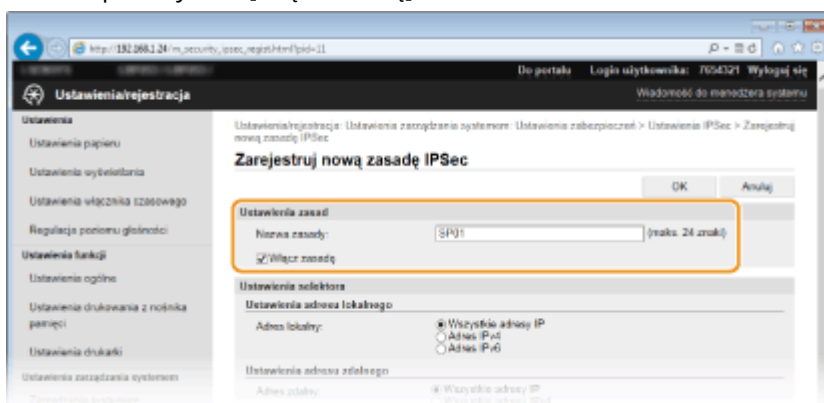 http://192.168.1.24/m_security_ipsec_regist.html?pid=11
Do portalu Login użytkownika: 7654321 Wyloguj się
Ustawienia/rejestracja
Wiadomość do menedżera systemu
Ustawienia
Ustawienia papieru
Ustawienia wyświetlania
Ustawienia włącznika czasowego
Regulacja poziomu głośności
Ustawienia funkcji
Ustawienia ogólne
Ustawienia drukowania z nośnika
pamięci
Ustawienia drukarki
Ustawienia zarządzania systemem
Ustawienia/rejestracja: Ustawienia zarządzania systemem: Ustawienia zabezpieczeń > Ustawienia IPSec > Zarejestruj
nową zasadę IPSec
Zarejestruj nową zasadę IPSec
OK Anuluj
Ustawienia zasad
Nazwa zasady: SP01 (maks. 24 znaki)
Włącz zasadę
Ustawienia selektora
Ustawienia adresu lokalnego
Adres lokalny: Wszystkie adresy IP
Adres IPv4
Adres IPv6
Ustawienia adresu zdalnego
Adres zdalny: Wszystkie adresy IP